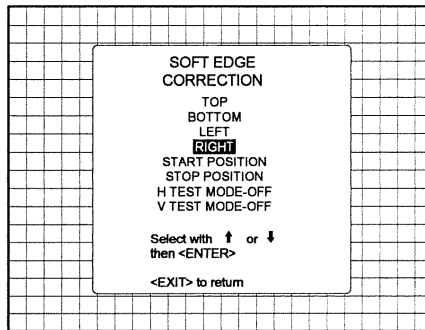 SOFT EDGE
CORRECTION
TOP
BOTTOM
LEFT
RIGHT
START POSITION
STOP POSITION
H TEST MODE-OFF
V TEST MODE-OFF
Select with ⬆ or ⬇
then <ENTER>
<EXIT> to return